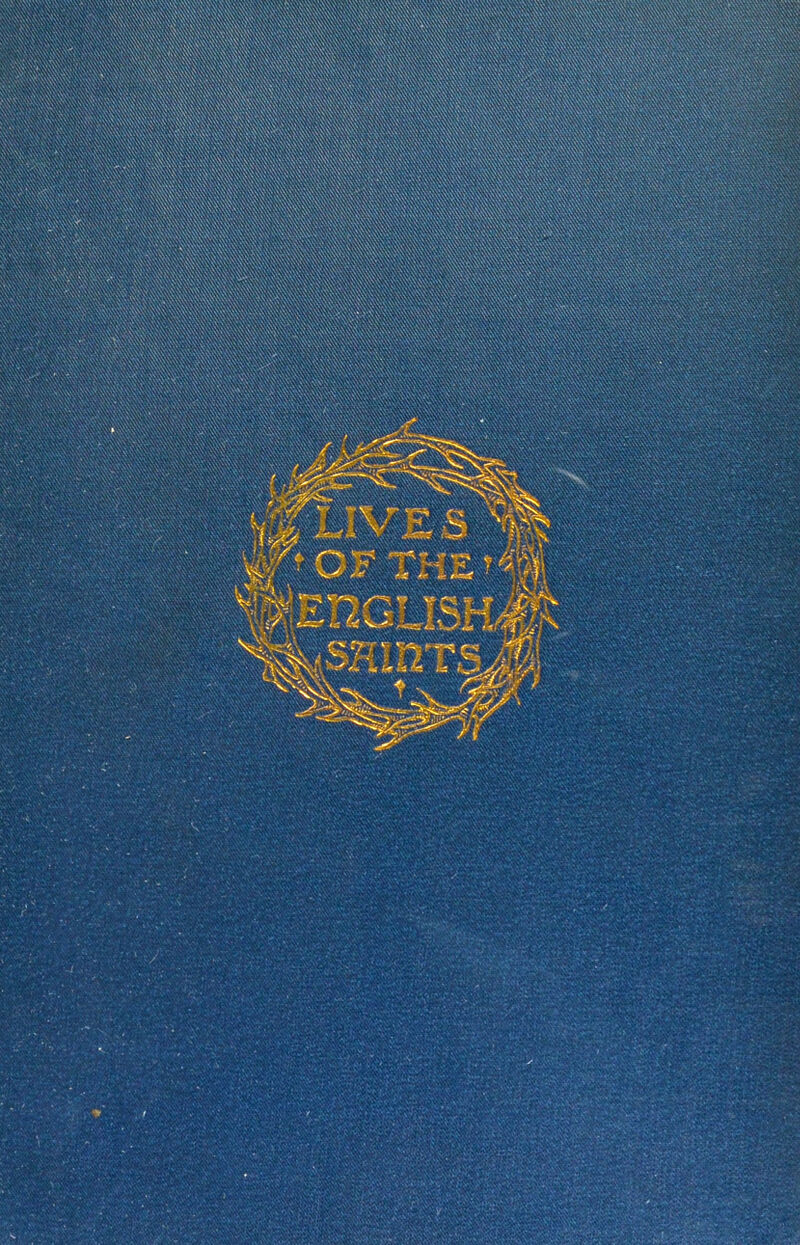 LIVES
OF THE
ENGLISH
SAINTS